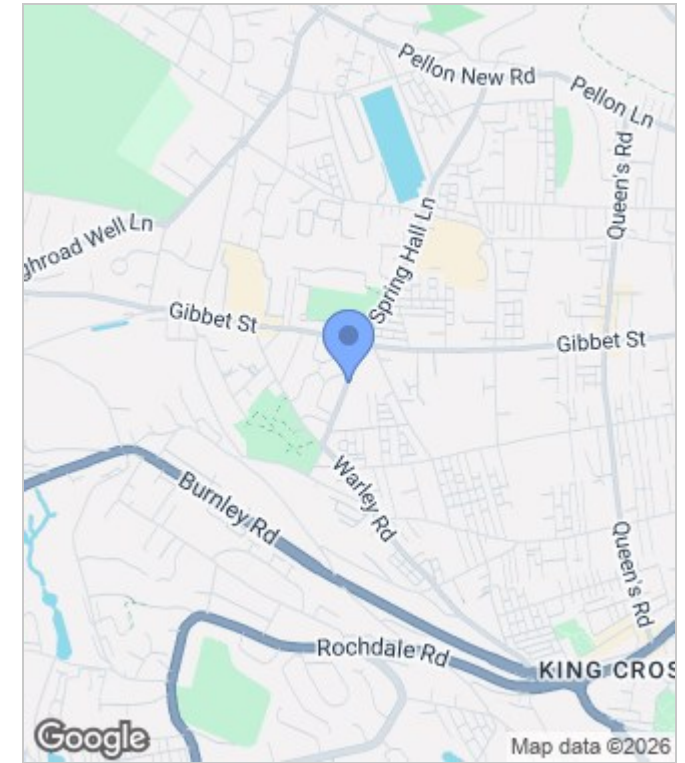 Pellon New Rd
Pellon Ln
Queen's Rd
ghroad Well Ln
Spring Hall Ln
Gibbet St
Gibbet St
Warley Rd
Burnley Rd
Queen's Rd
Rochdale Rd
KING CROS
Google
Map data ©2026